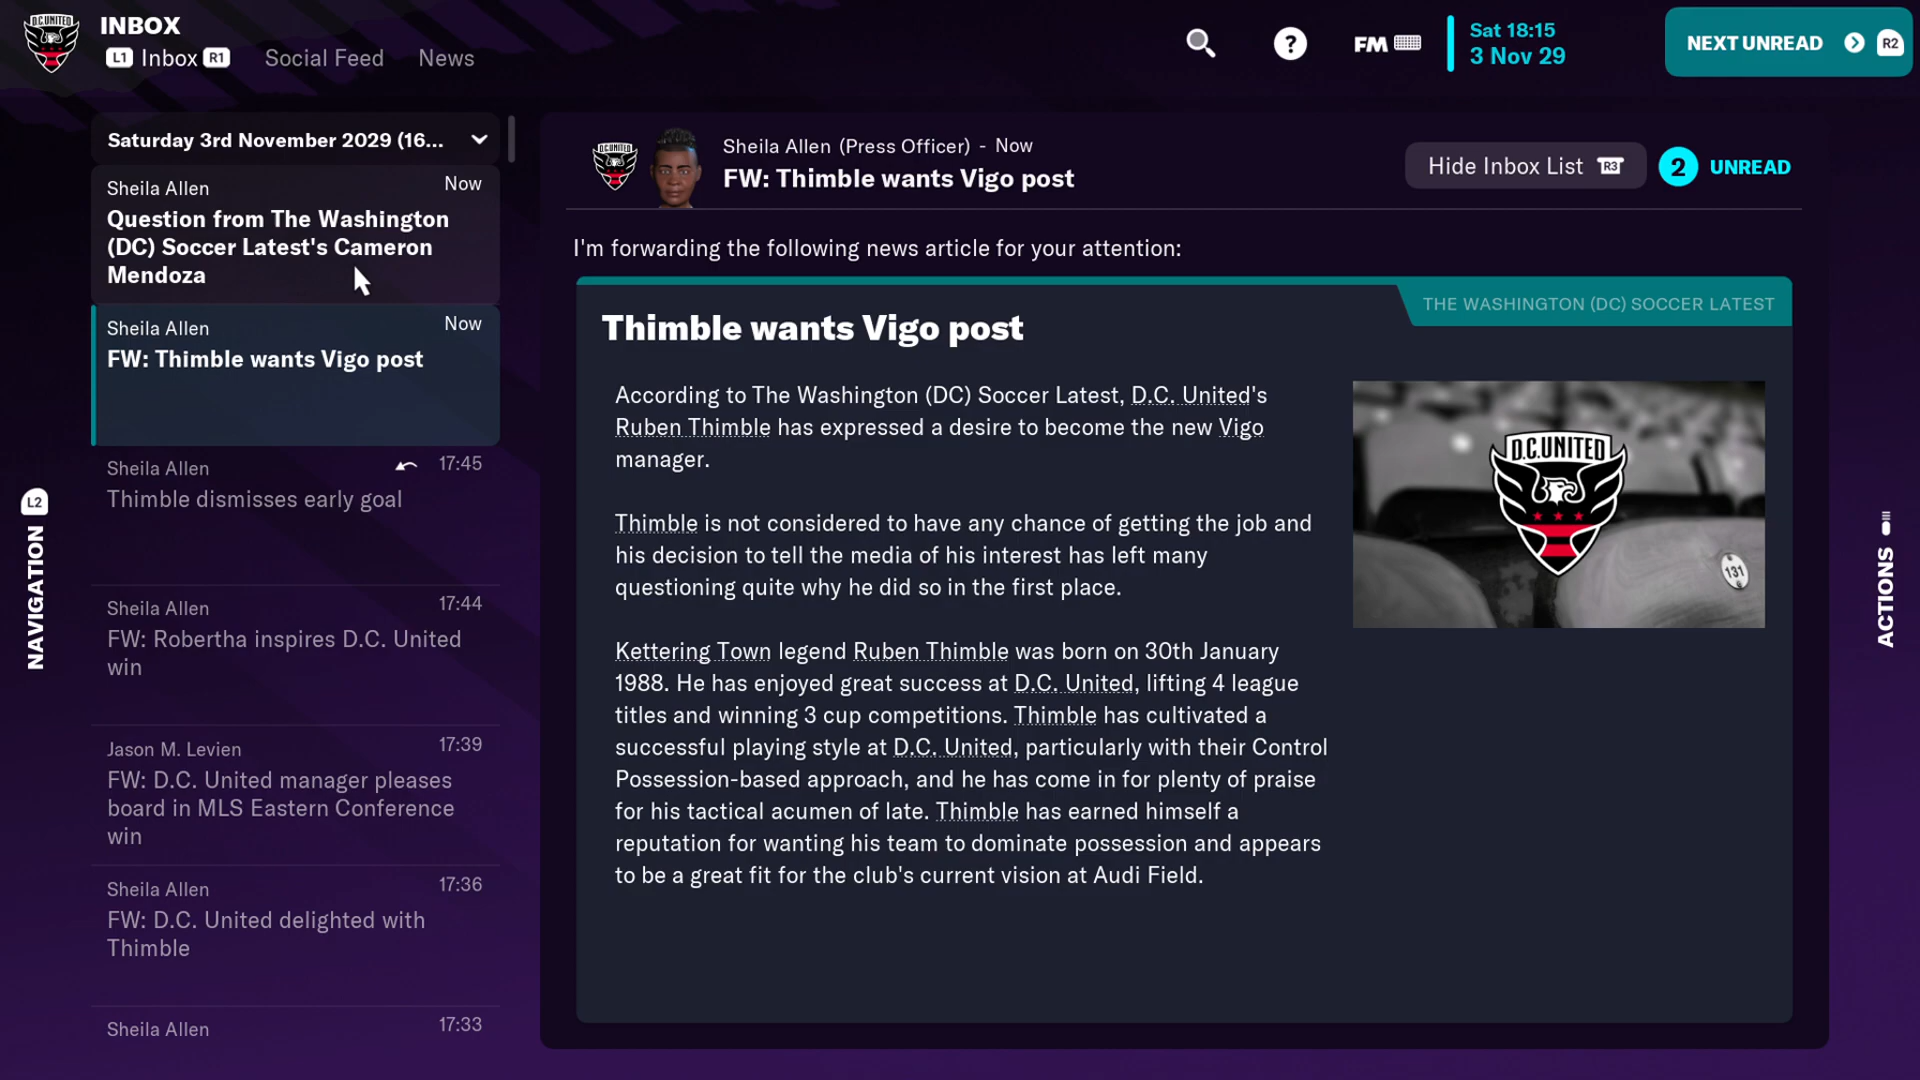 INBOX
L1 Inbox R1 Social Feed News
?
FM
Sat 18:15
3 Nov 29
NEXT UNREAD R2
Saturday 3rd November 2029 (16...
Sheila Allen Now
Question from The Washington
(DC) Soccer Latest's Cameron
Mendoza
Sheila Allen Now
FW: Thimble wants Vigo post
Sheila Allen 17:45
Thimble dismisses early goal
Sheila Allen 17:44
FW: Robertha inspires D.C. United
win
Jason M. Levien 17:39
FW: D.C. United manager pleases
board in MLS Eastern Conference
win
Sheila Allen 17:36
FW: D.C. United delighted with
Thimble
Sheila Allen 17:33
L2
NAVIGATION
D.C.UNITED
D.C.UNITED
Sheila Allen (Press Officer) - Now
FW: Thimble wants Vigo post
Hide Inbox List R3
2 UNREAD
I'm forwarding the following news article for your attention:
THE WASHINGTON (DC) SOCCER LATEST
Thimble wants Vigo post
According to The Washington (DC) Soccer Latest, D.C. United's
Ruben Thimble has expressed a desire to become the new Vigo
manager.
Thimble is not considered to have any chance of getting the job and
his decision to tell the media of his interest has left many
questioning quite why he did so in the first place.
Kettering Town legend Ruben Thimble was born on 30th January
1988. He has enjoyed great success at D.C. United, lifting 4 league
titles and winning 3 cup competitions. Thimble has cultivated a
successful playing style at D.C. United, particularly with their Control
Possession-based approach, and he has come in for plenty of praise
for his tactical acumen of late. Thimble has earned himself a
reputation for wanting his team to dominate possession and appears
to be a great fit for the club's current vision at Audi Field.
D.C.UNITED
131
ACTIONS